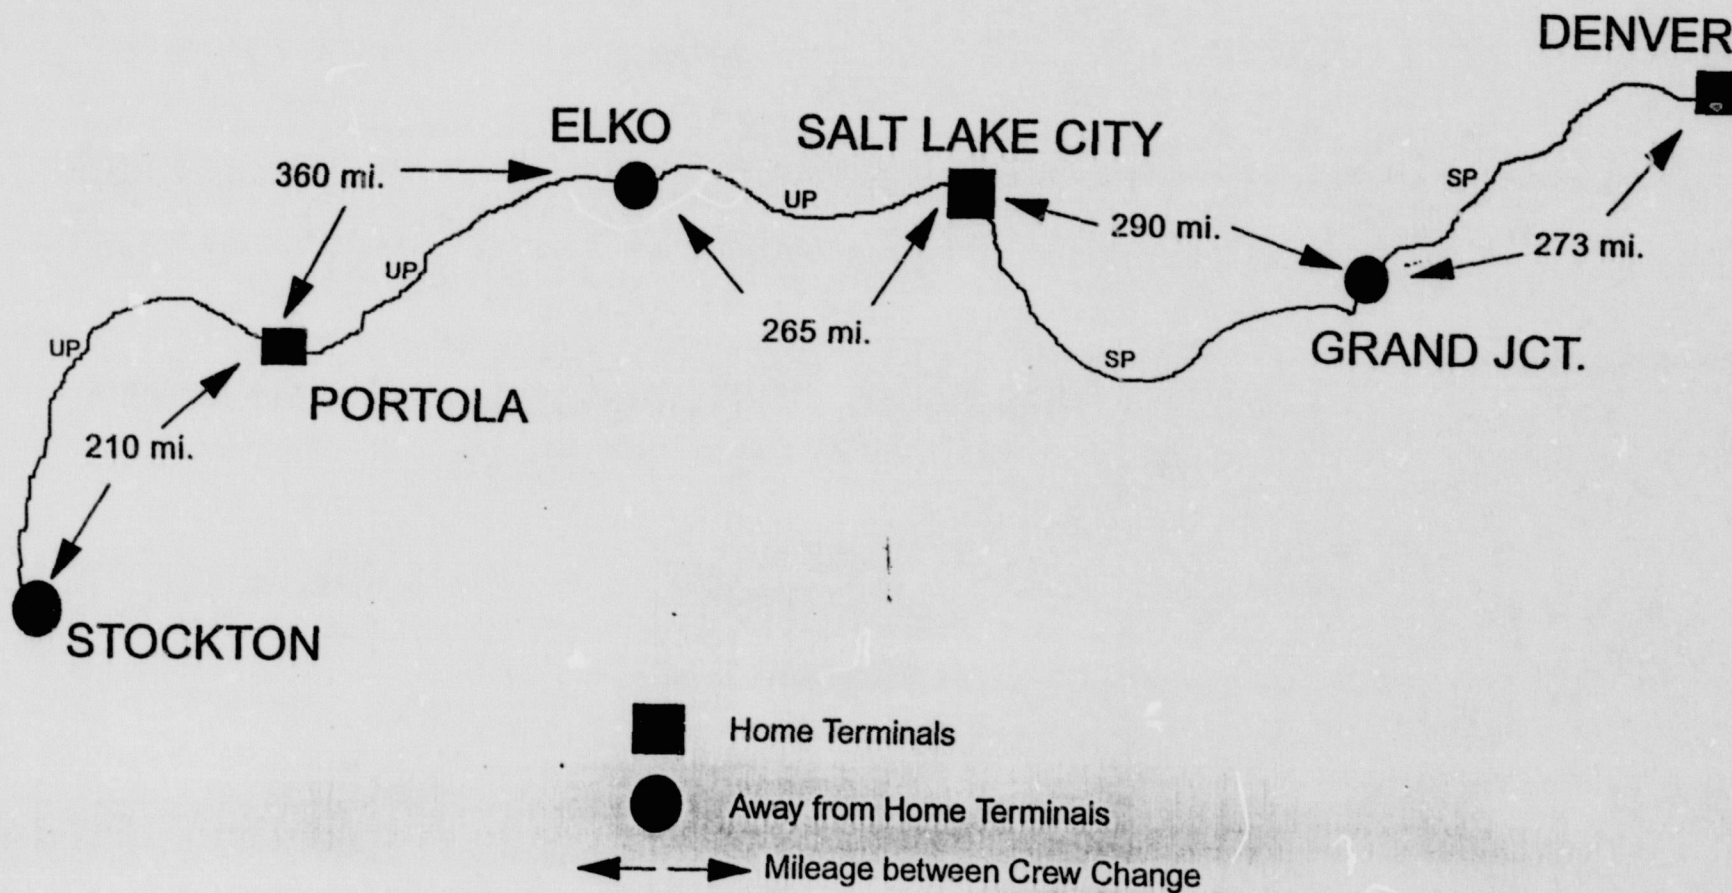 DENVER
ELKO
SALT LAKE CITY
360 mi.
SP
UP
290 mi.
273 mi.
UP
265 mi.
UP
SP
GRAND JCT.
PORTOLA
210 mi.
STOCKTON
Home Terminals
Away from Home Terminals
Mileage between Crew Change